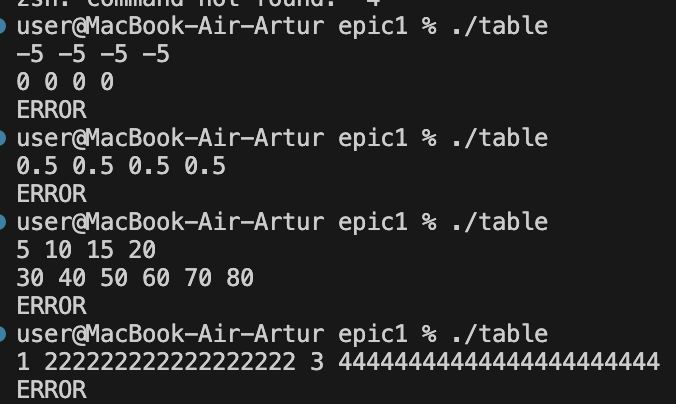 zsh: command not found: -4
user@MacBook-Air-Artur epic1 % ./table
-5 -5 -5 -5
0 0 0 0
ERROR
user@MacBook-Air-Artur epic1 % ./table
0.5 0.5 0.5 0.5
ERROR
user@MacBook-Air-Artur epic1 % ./table
5 10 15 20
30 40 50 60 70 80
ERROR
user@MacBook-Air-Artur epic1 % ./table
1 222222222222222222 3 44444444444444444444444
ERROR